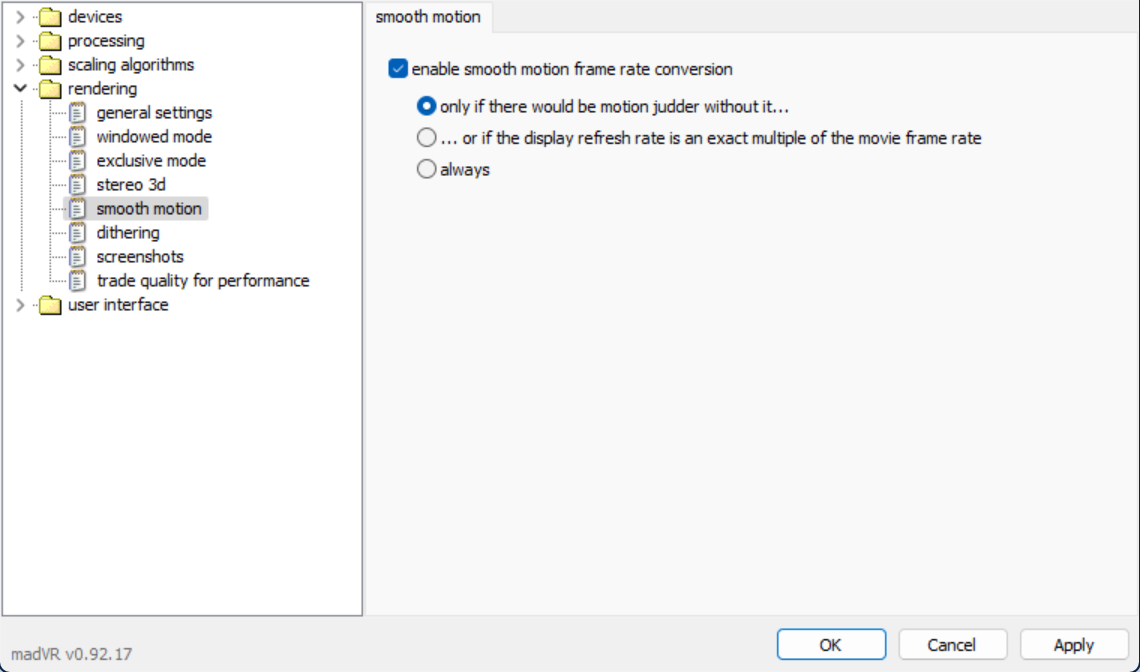 devices
processing
scaling algorithms
rendering
general settings
windowed mode
exclusive mode
stereo 3d
smooth motion
dithering
screenshots
trade quality for performance
user interface
smooth motion
enable smooth motion frame rate conversion
only if there would be motion judder without it...
... or if the display refresh rate is an exact multiple of the movie frame rate
always
madVR v0.92.17
OK
Cancel
Apply